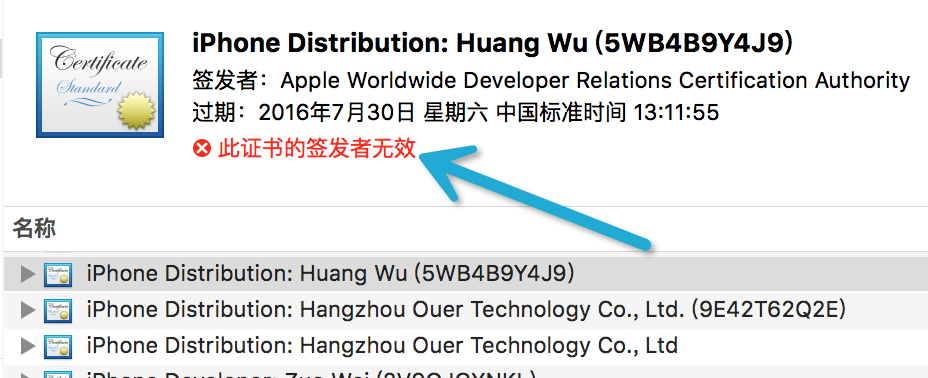 Certificate
Standard
iPhone Distribution: Huang Wu (5WB4B9Y4J9)
签发者：Apple Worldwide Developer Relations Certification Authority
过期：2016年7月30日 星期六 中国标准时间 13:11:55
此证书的签发者无效
名称
iPhone Distribution: Huang Wu (5WB4B9Y4J9)
iPhone Distribution: Hangzhou Ouer Technology Co., Ltd. (9E42T62Q2E)
iPhone Distribution: Hangzhou Ouer Technology Co., Ltd
iPhone Developer: Zuo Wei